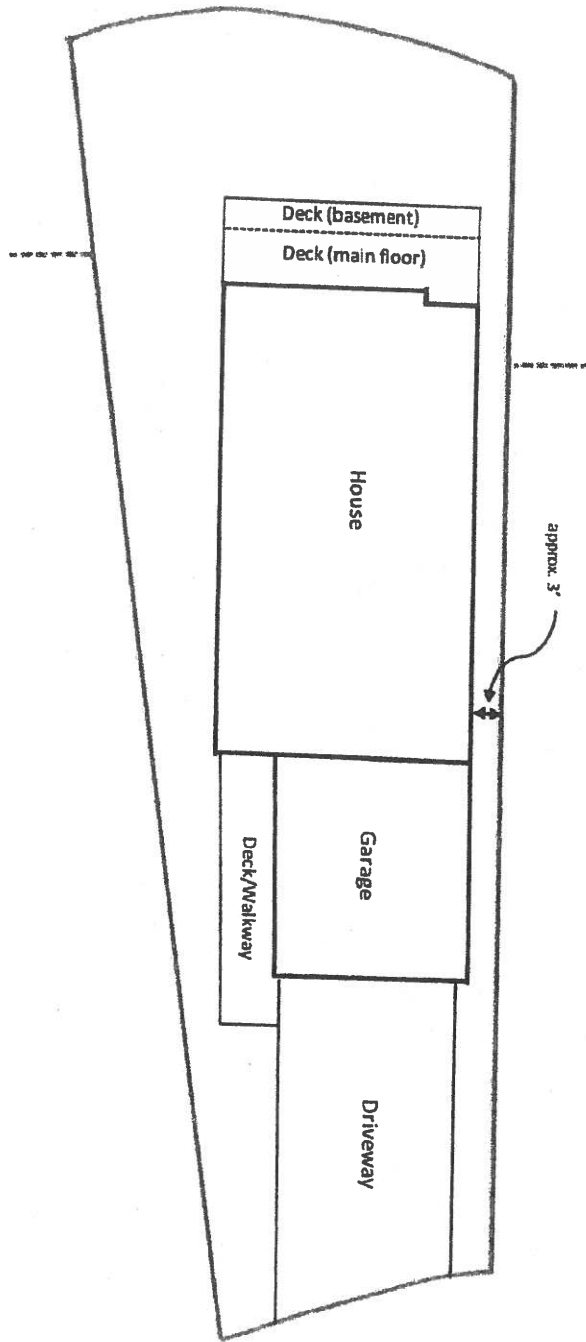 Deck (basement)
Deck (main floor)
House
approx. 3'
Garage
Deck/Walkway
Driveway